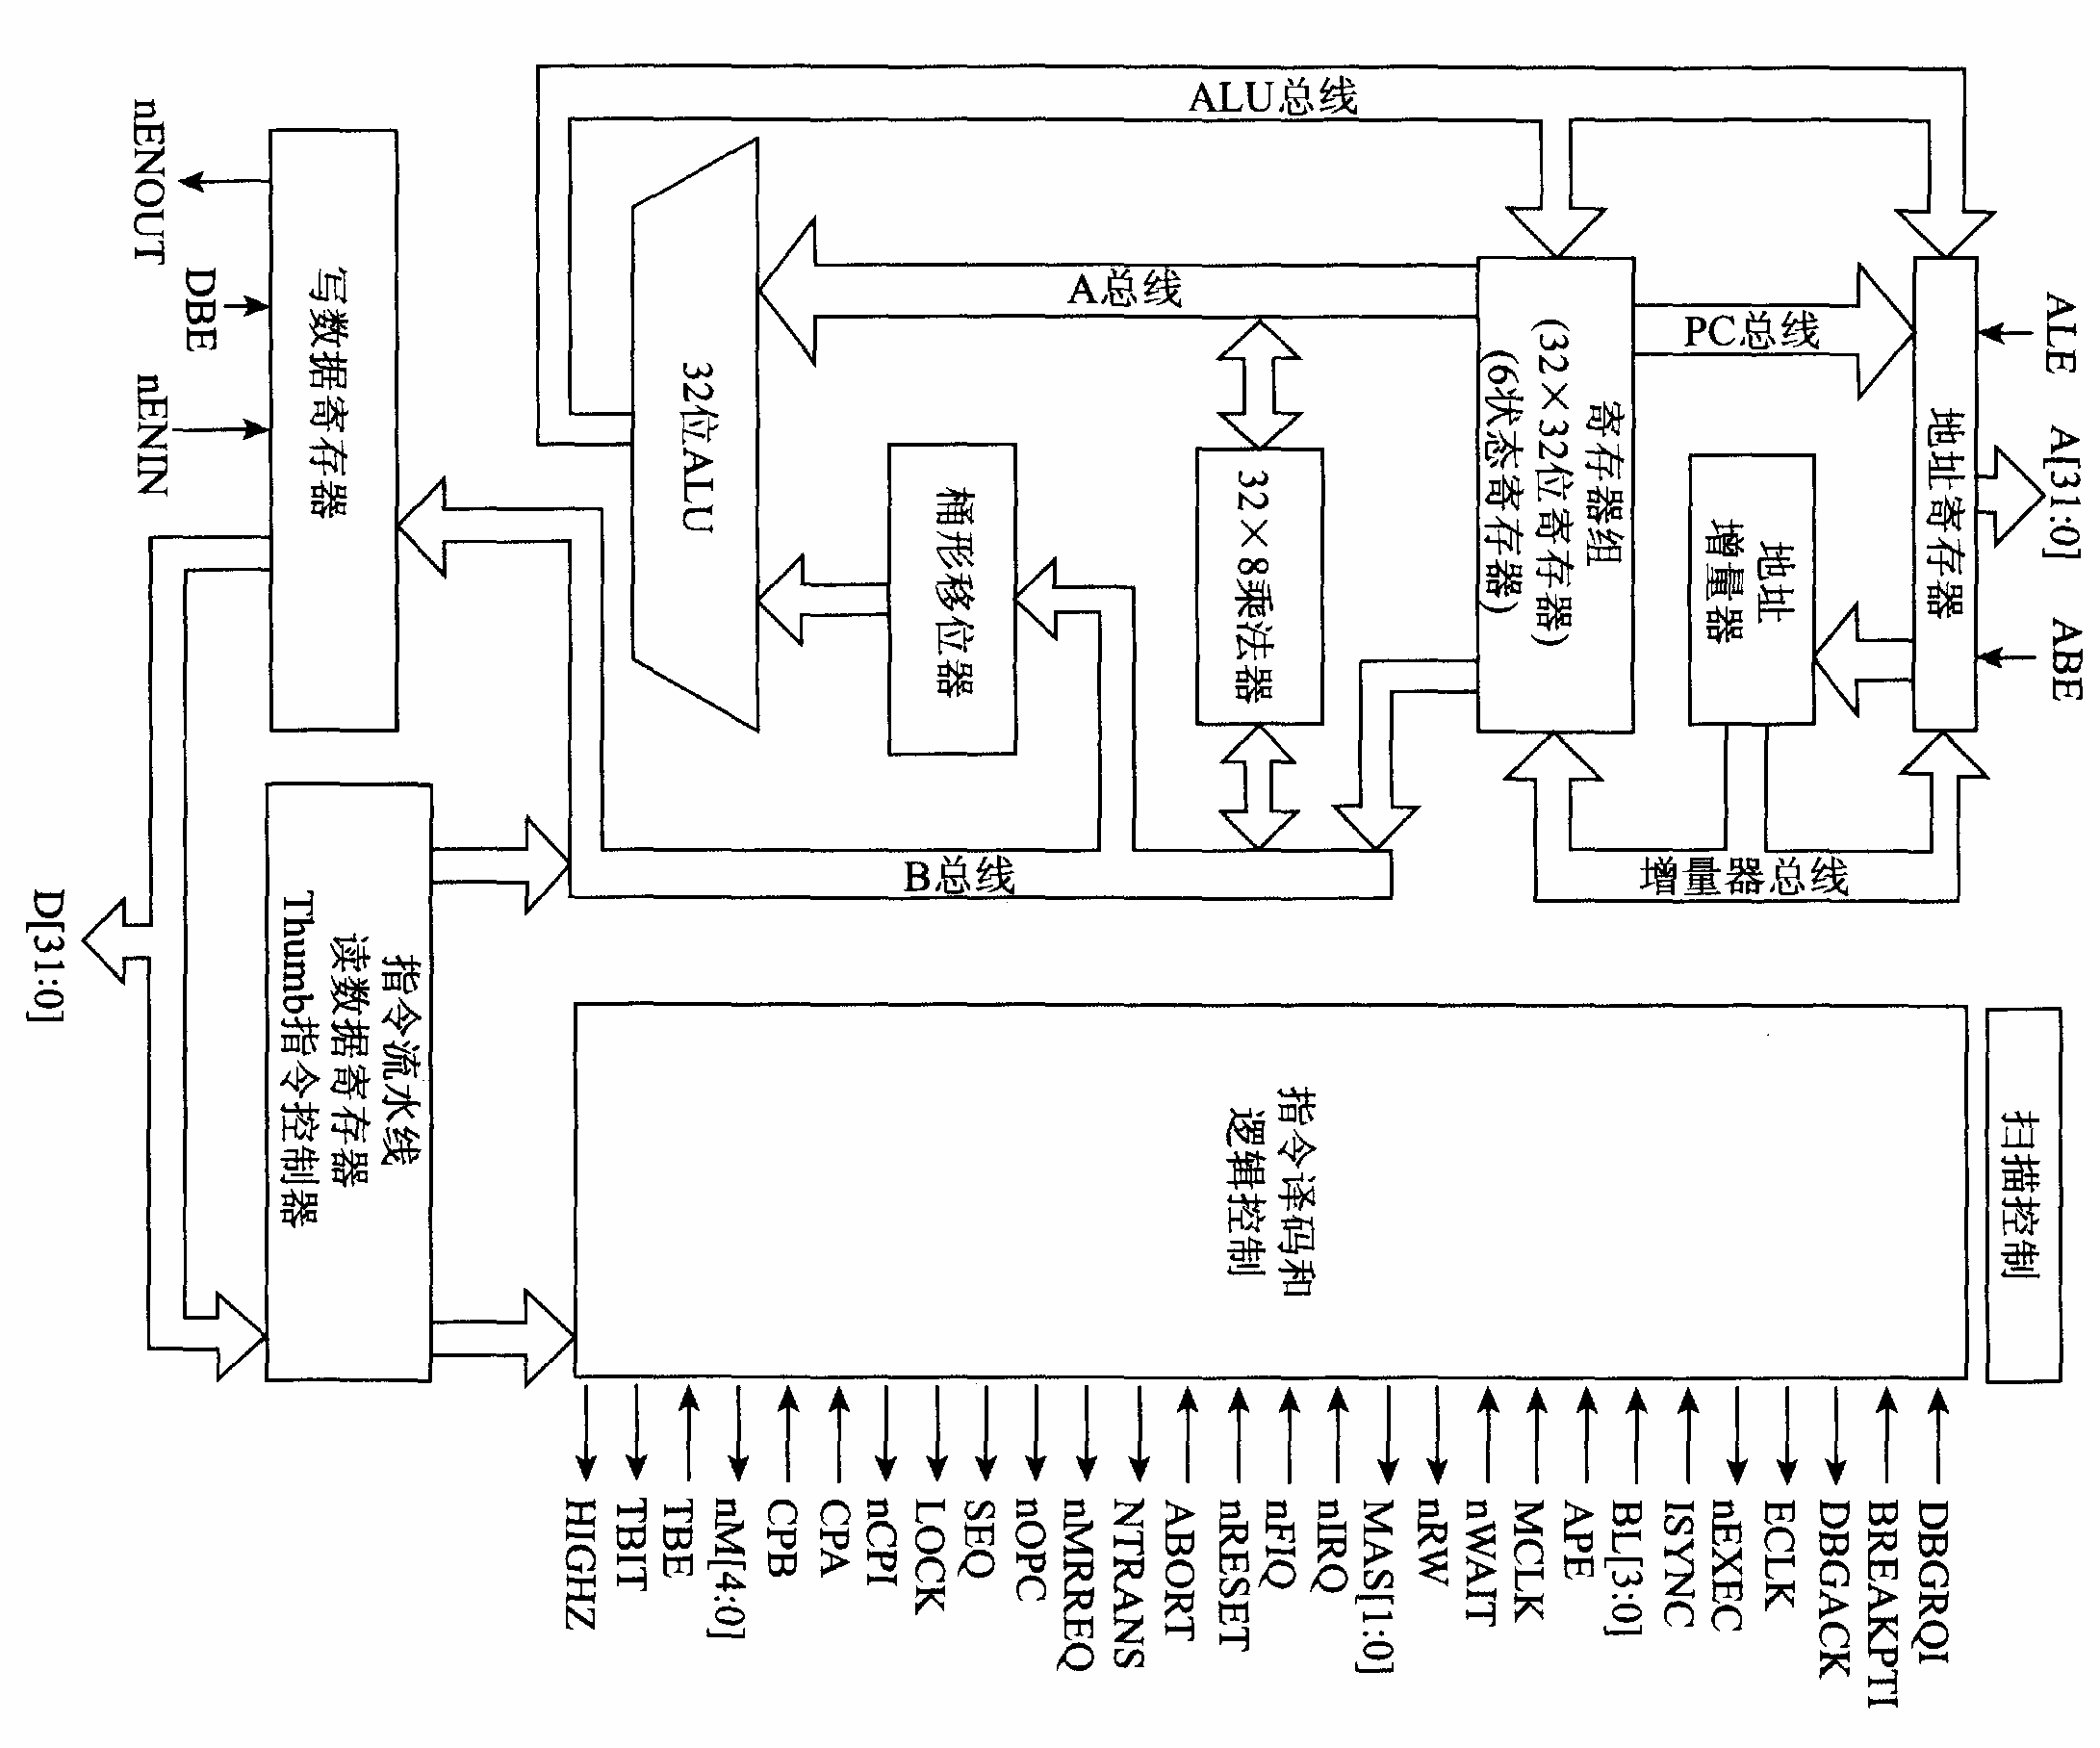 ALE
A[31:0]
ABE
地址寄存器
PC总线
地址
增量器
增量器总线
ALU总线
寄存器组
(32×32位寄存器)
(6状态寄存器)
A总线
32×8乘法器
B总线
桶形移位器
32位ALU
写数据寄存器
nENOUT
DBE
nENIN
指令流水线
读数据寄存器
Thumb指令控制器
D[31:0]
扫描控制
指令译码和
逻辑控制
DBGRQI
BREAKPTI
DBGACK
ECLK
nEXEC
ISYNC
BL[3:0]
APE
MCLK
nWAIT
nRW
MAS[1:0]
nIRQ
nFIQ
nRESET
ABORT
NTRANS
nMRREQ
nOPC
SEQ
LOCK
nCPI
CPA
CPB
nM[4:0]
TBE
TBIT
HIGHZ